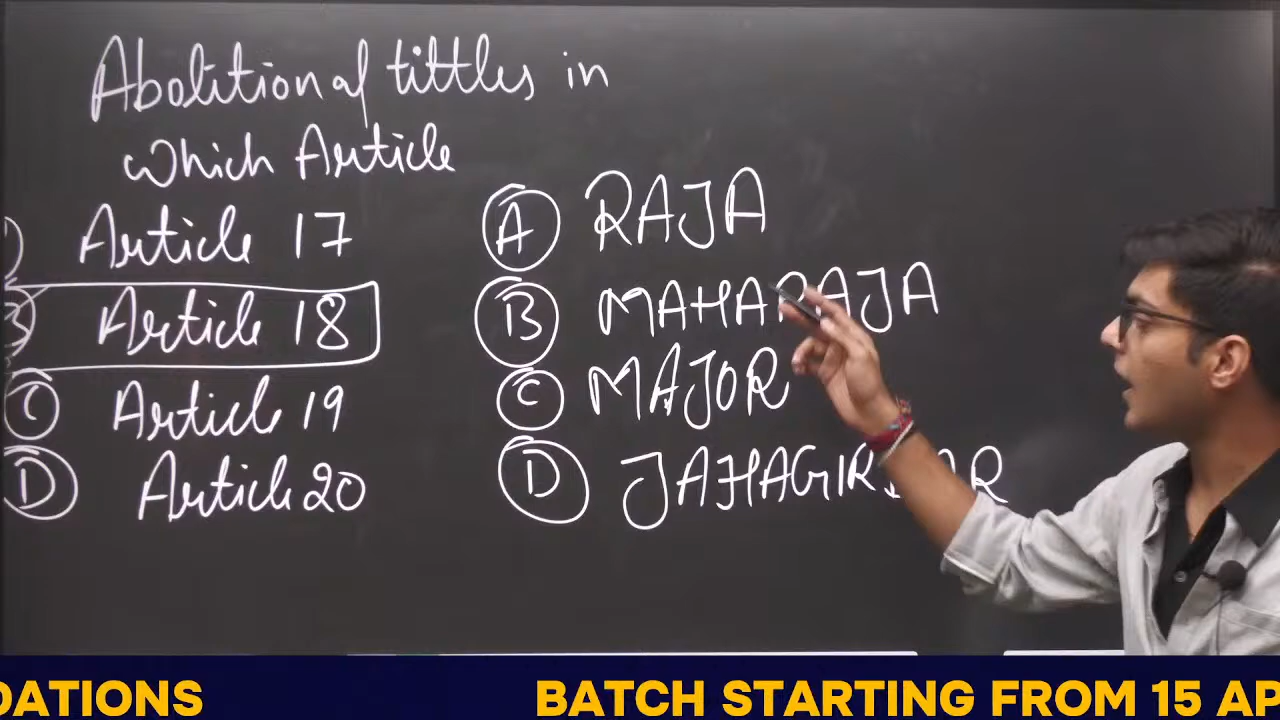 Abolition of tittles in
which Article
Article 17
B Article 18
C Article 19
D Article 20
A RAJA
B MAHARAJA
C MAJOR
D
DATIONS
BATCH STARTING FROM 15 AP